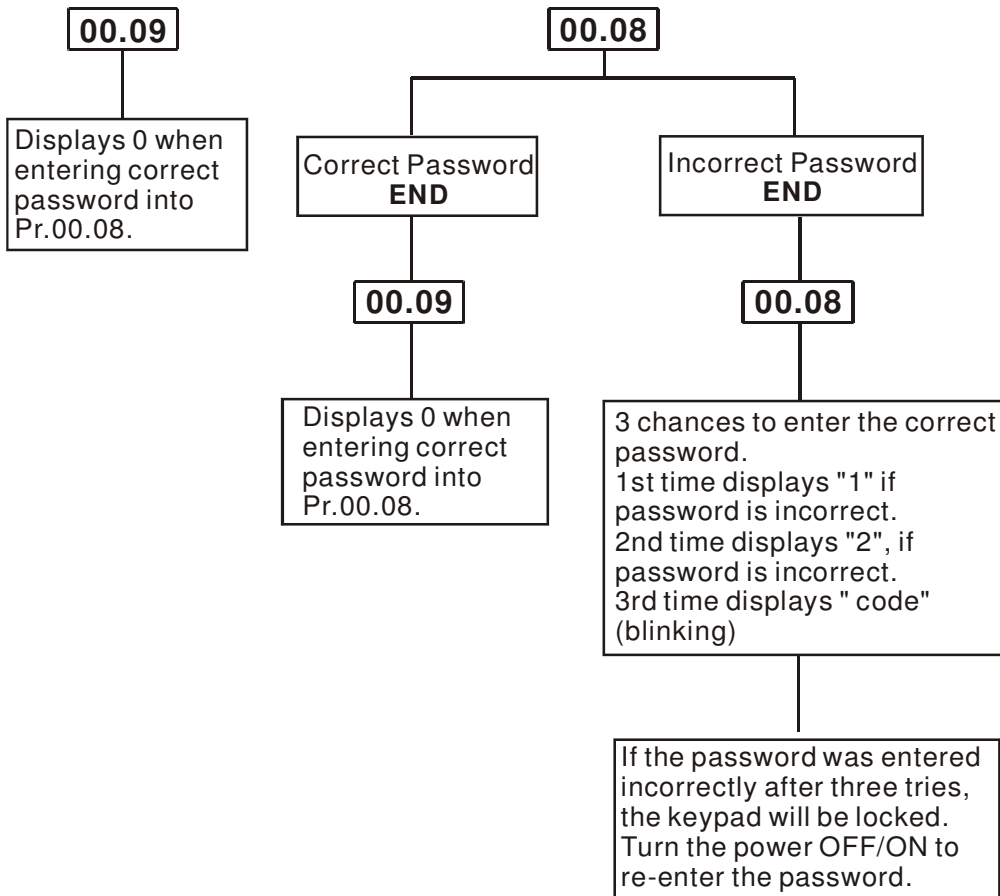 00.09
Displays 0 when
entering correct
password into
Pr.00.08.
00.08
Correct Password
END
00.09
Displays 0 when
entering correct
password into
Pr.00.08.
Incorrect Password
END
00.08
3 chances to enter the correct
password.
1st time displays "1" if
password is incorrect.
2nd time displays "2", if
password is incorrect.
3rd time displays " code"
(blinking)
If the password was entered
incorrectly after three tries,
the keypad will be locked.
Turn the power OFF/ON to
re-enter the password.